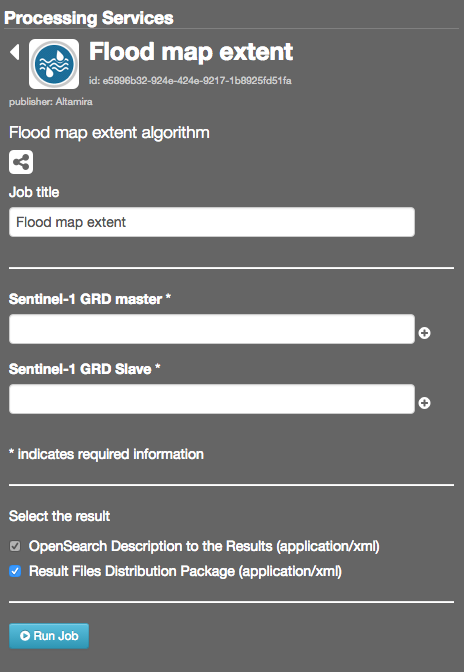 Processing Services
Flood map extent
id: e5896b32-924e-424e-9217-1b8925fd51fa
publisher: Altamira
Flood map extent algorithm
Job title
Flood map extent
Sentinel-1 GRD master *
Sentinel-1 GRD Slave *
* indicates required information
Select the result
OpenSearch Description to the Results (application/xml)
Result Files Distribution Package (application/xml)
Run Job